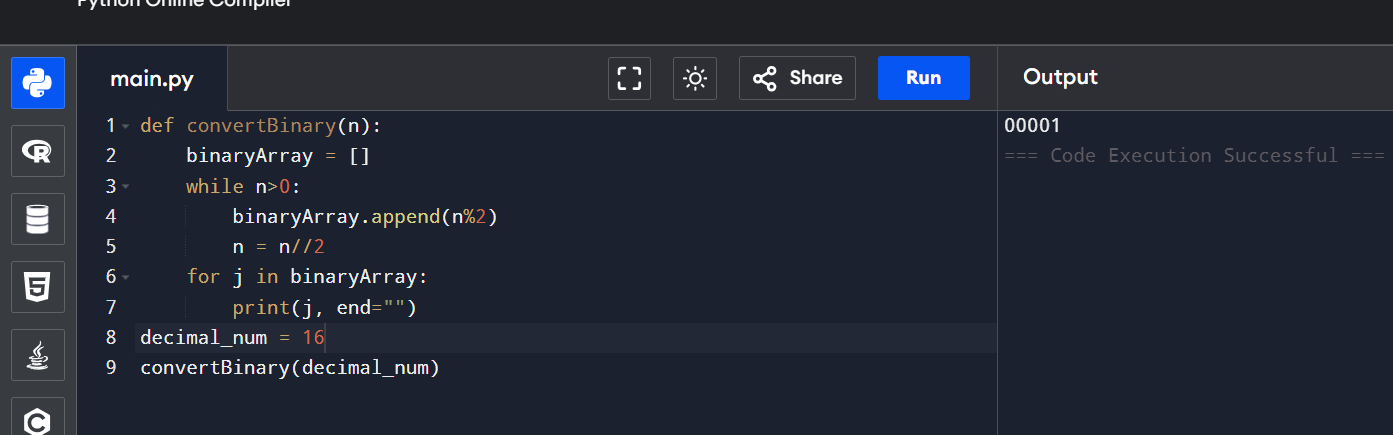 Python Online Compiler
main.py
Share
Run
Output
1 def convertBinary(n):
2     binaryArray = []
3     while n>0:
4         binaryArray.append(n%2)
5         n = n//2
6     for j in binaryArray:
7         print(j, end="")
8 decimal_num = 16
9 convertBinary(decimal_num)
00001
=== Code Execution Successful ===